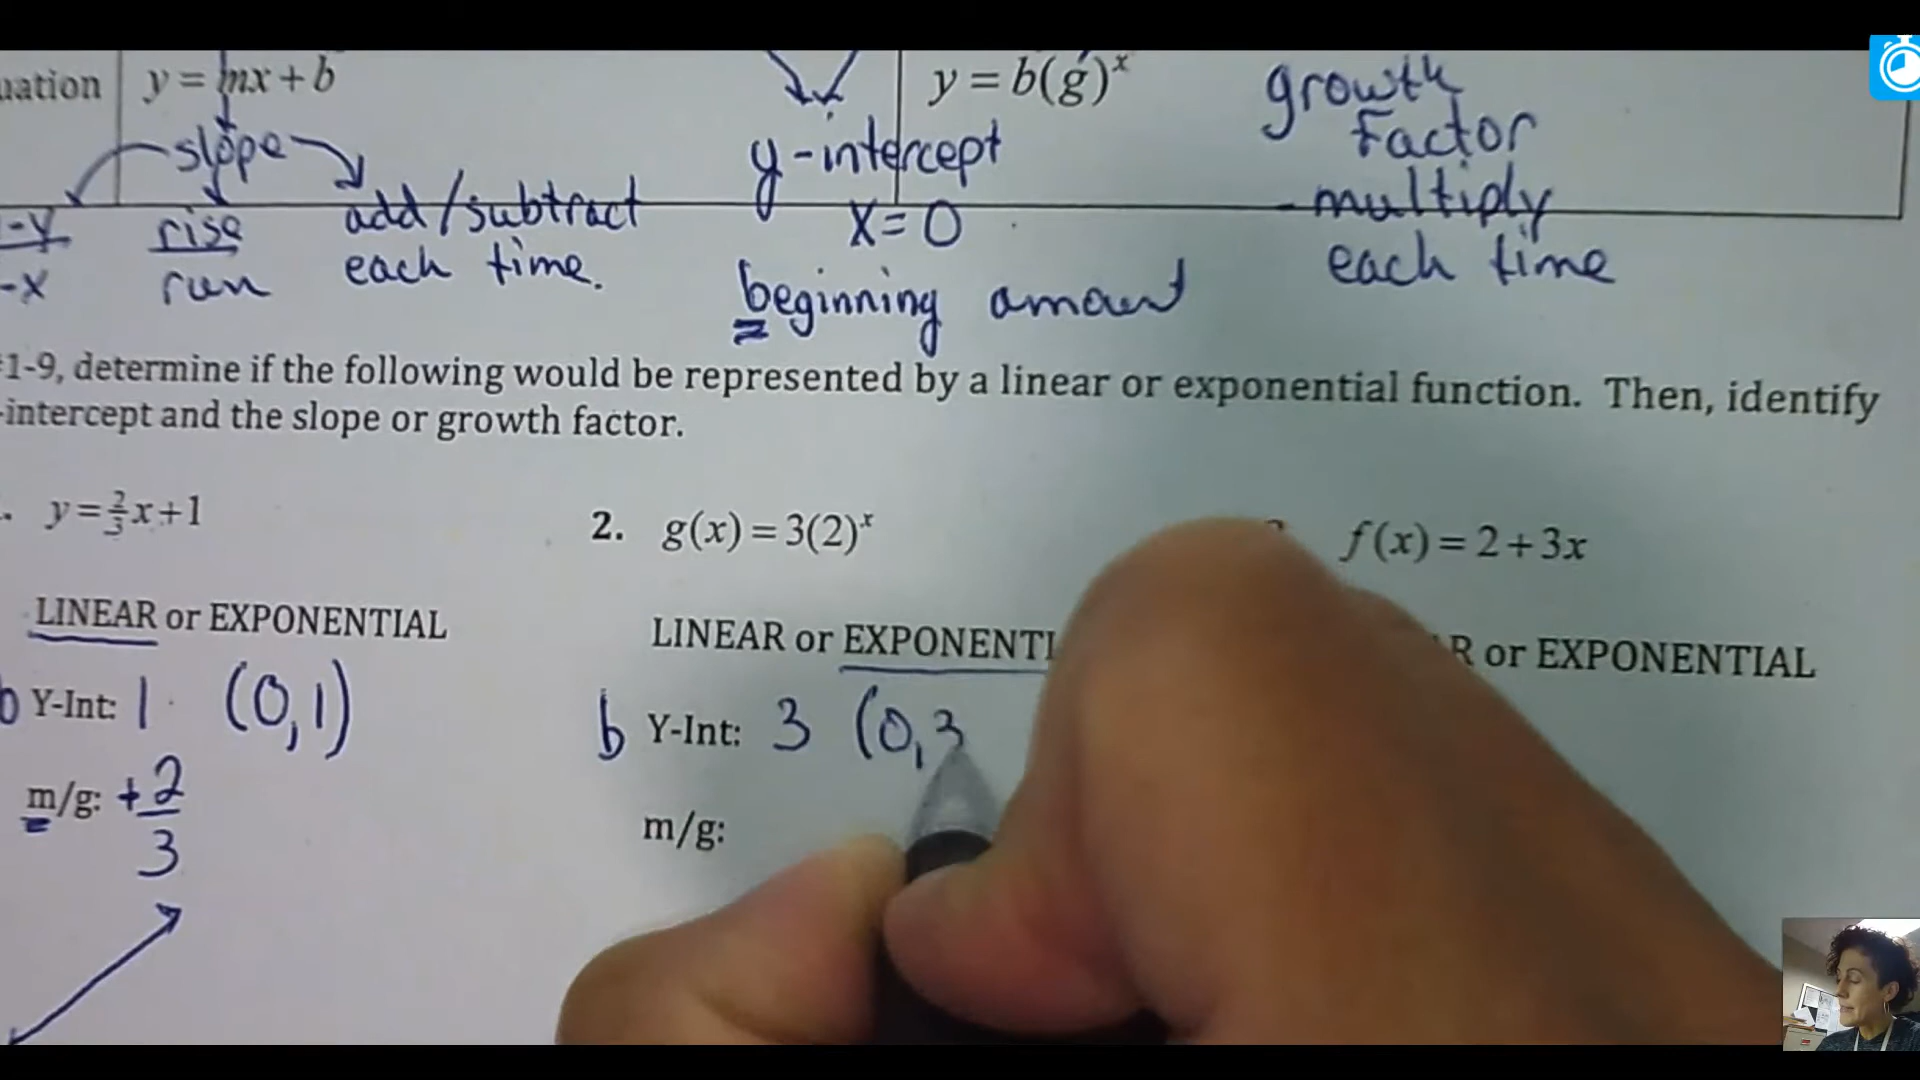 uation y = mx + b y = b(g)^x growth
slope y-intercept Factor
-y rise add/subtract x=0 multiply
-x run each time. beginning amount each time
1-9, determine if the following would be represented by a linear or exponential function. Then, identify
-intercept and the slope or growth factor.
. y = 2/3 x + 1 2. g(x) = 3(2)^x f(x) = 2 + 3x
LINEAR or EXPONENTIAL LINEAR or EXPONENTI R or EXPONENTIAL
b Y-Int: 1 (0,1) b Y-Int: 3 (0,3
m/g: +2/3 m/g: